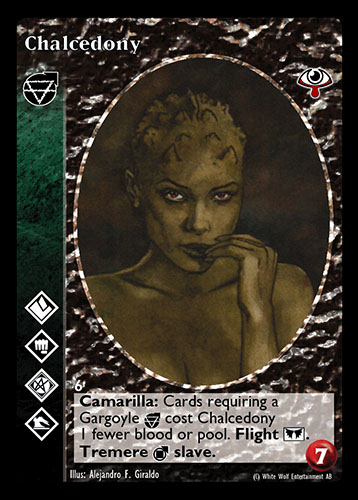 Chalcedony
6
Camarilla: Cards requiring a
Gargoyle cost Chalcedony
1 fewer blood or pool. Flight .
Tremere slave.
7
Illus: Alejandro F. Giraldo
(C) White Wolf Entertainment AB